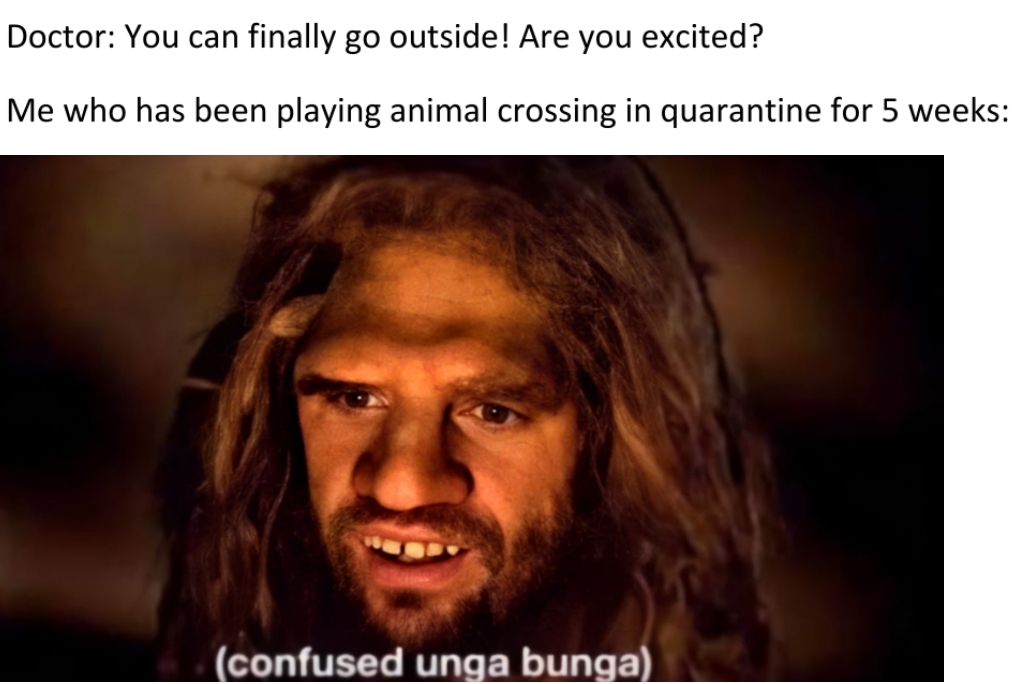 Doctor: You can finally go outside! Are you excited?
Me who has been playing animal crossing in quarantine for 5 weeks:
(confused unga bunga)